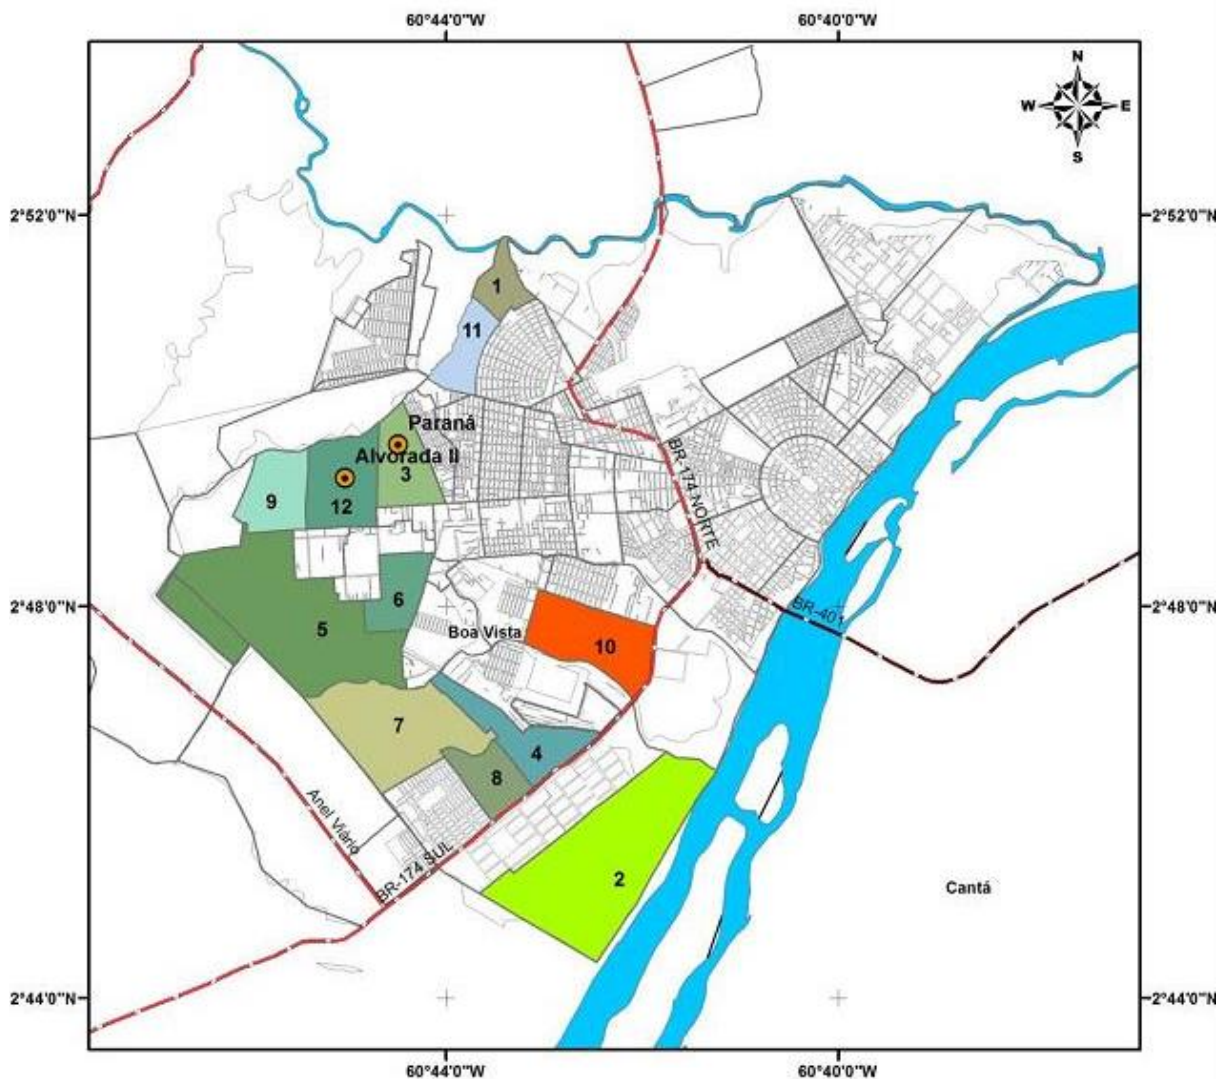 60°44'0"W 60°40'0"W
N
W E
S
2°52'0"N 2°52'0"N
1
11
Paraná
Alvorada II
3
9 12
BR-174 NORTE
2°48'0"N 2°48'0"N
6
BR-401
5
Boa Vista
10
7
4
8
Anel Viário
BR-174 SUL
2
Cantá
2°44'0"N 2°44'0"N
60°44'0"W 60°40'0"W